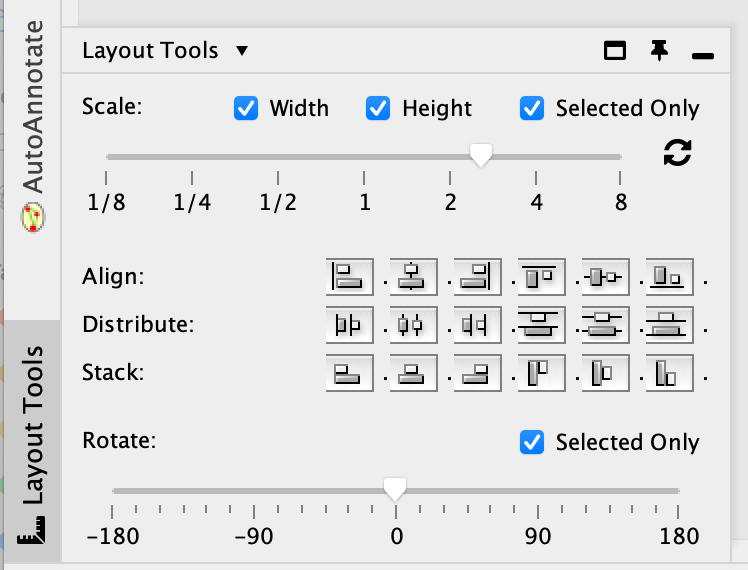 AutoAnnotate
Layout Tools
Layout Tools
Scale:
Width
Height
Selected Only
1/8 1/4 1/2 1 2 4 8
Align:
Distribute:
Stack:
Rotate:
Selected Only
-180 -90 0 90 180